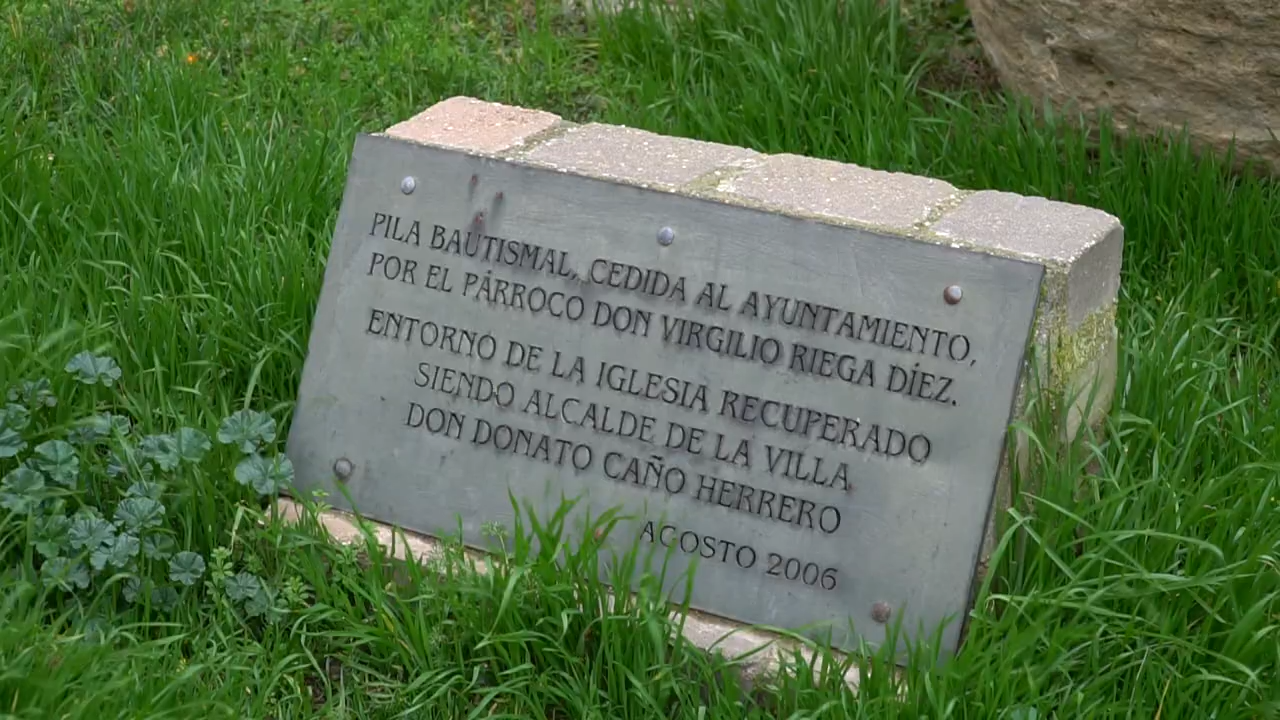 PILA BAUTISMAL, CEDIDA AL AYUNTAMIENTO,
POR EL PÁRROCO DON VIRGILIO RIEGA DÍEZ.
ENTORNO DE LA IGLESIA RECUPERADO
SIENDO ALCALDE DE LA VILLA
DON DONATO CAÑO HERRERO
AGOSTO 2006